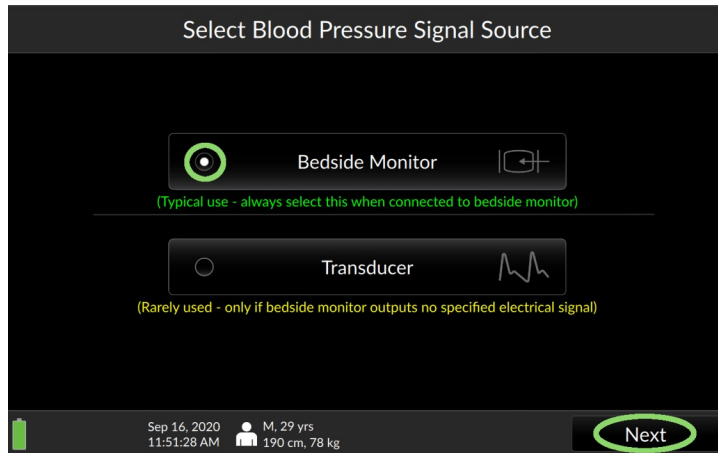 Select Blood Pressure Signal Source
Bedside Monitor
(Typical use - always select this when connected to bedside monitor)
Transducer
(Rarely used - only if bedside monitor outputs no specified electrical signal)
Sep 16, 2020
11:51:28 AM
M, 29 yrs
190 cm, 78 kg
Next